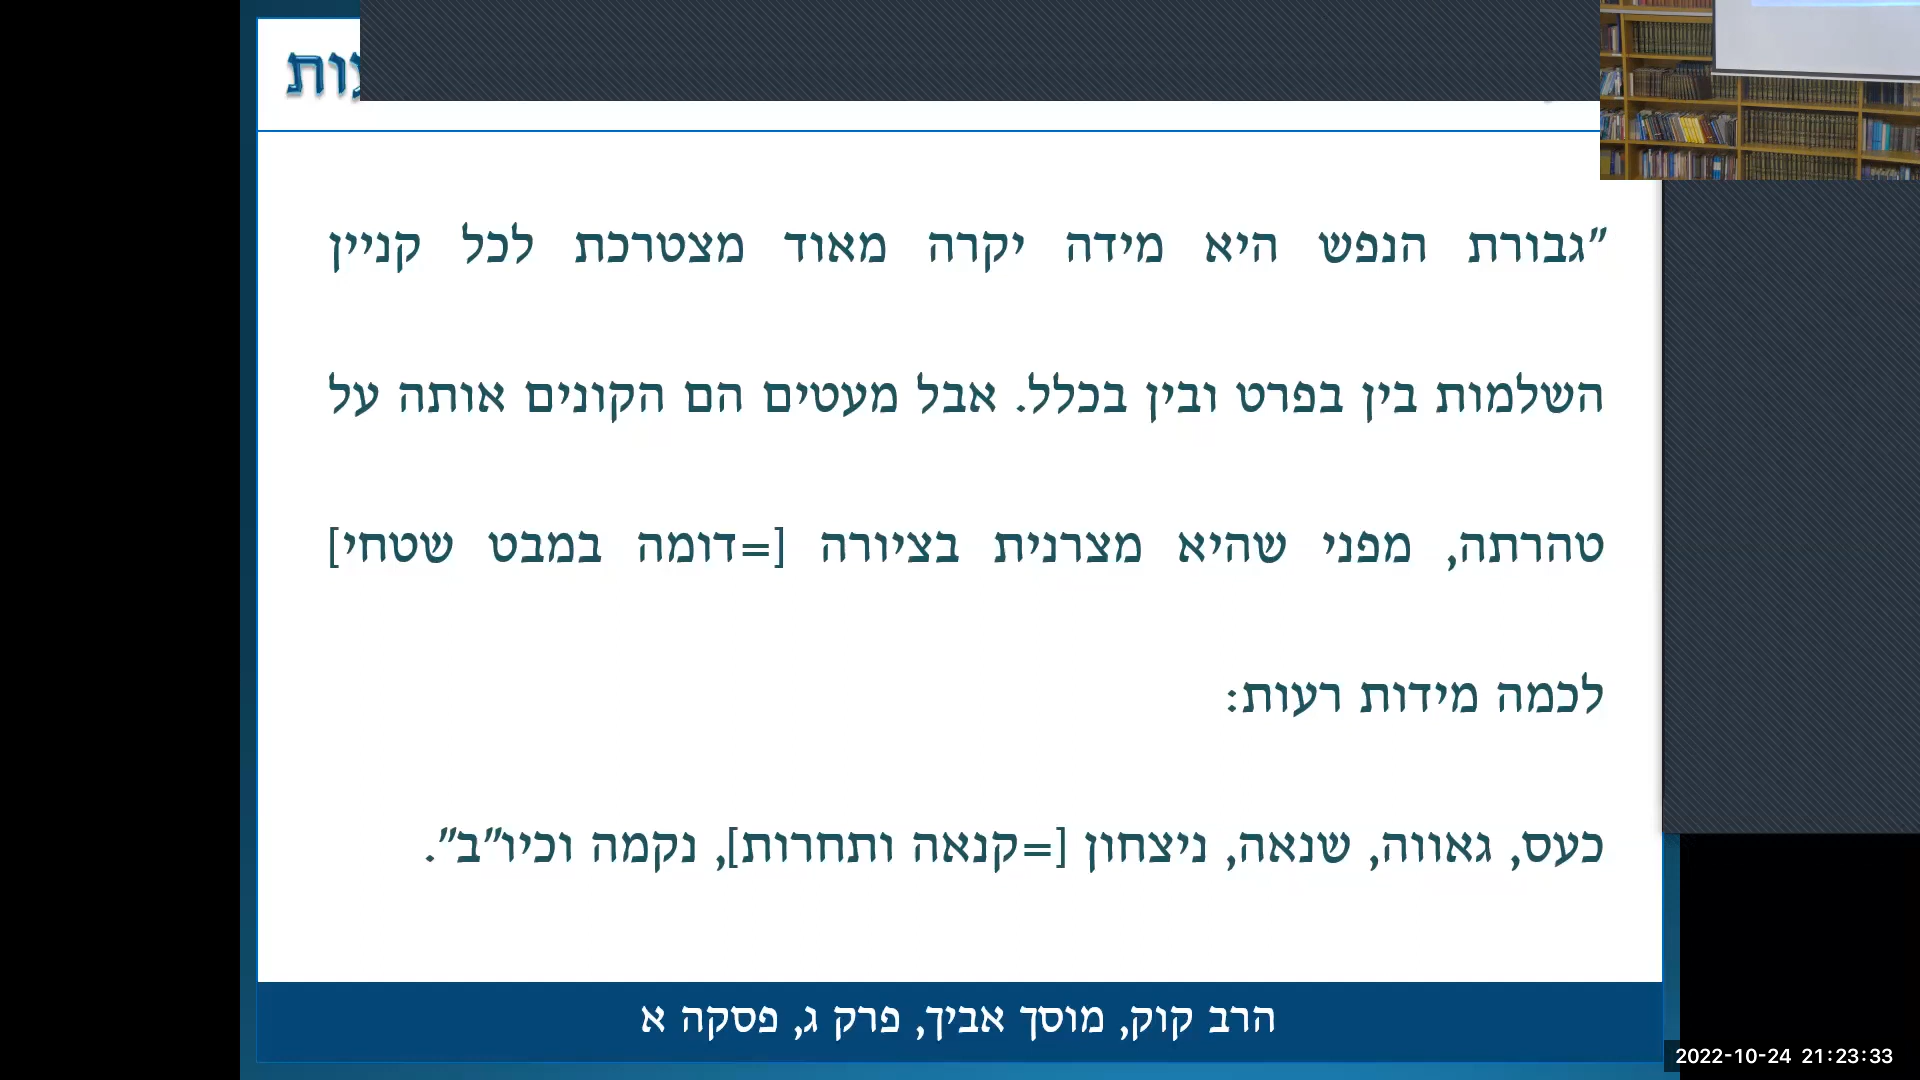 "גבורת הנפש היא מידה יקרה מאוד מצטרכת לכל קניין
השלמות בין בפרט ובין בכלל. אבל מעטים הם הקונים אותה על
טהרתה, מפני שהיא מצרנית בציורה [=דומה במבט שטחי]
לכמה מידות רעות:
כעס, גאווה, שנאה, ניצחון [=קנאה ותחרות], נקמה וכיו"ב".
הרב קוק, מוסך אביך, פרק ג, פסקה א
2022-10-24 21:23:33